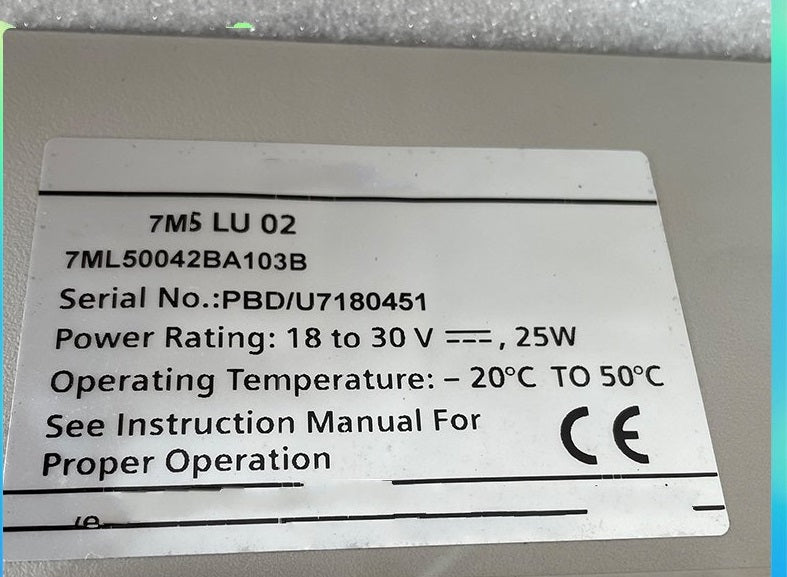 7M5 LU 02
7ML50042BA103B
Serial No.:PBD/U7180451
Power Rating: 18 to 30 V ⎓, 25W
Operating Temperature: – 20°C TO 50°C
See Instruction Manual For
Proper Operation
CE